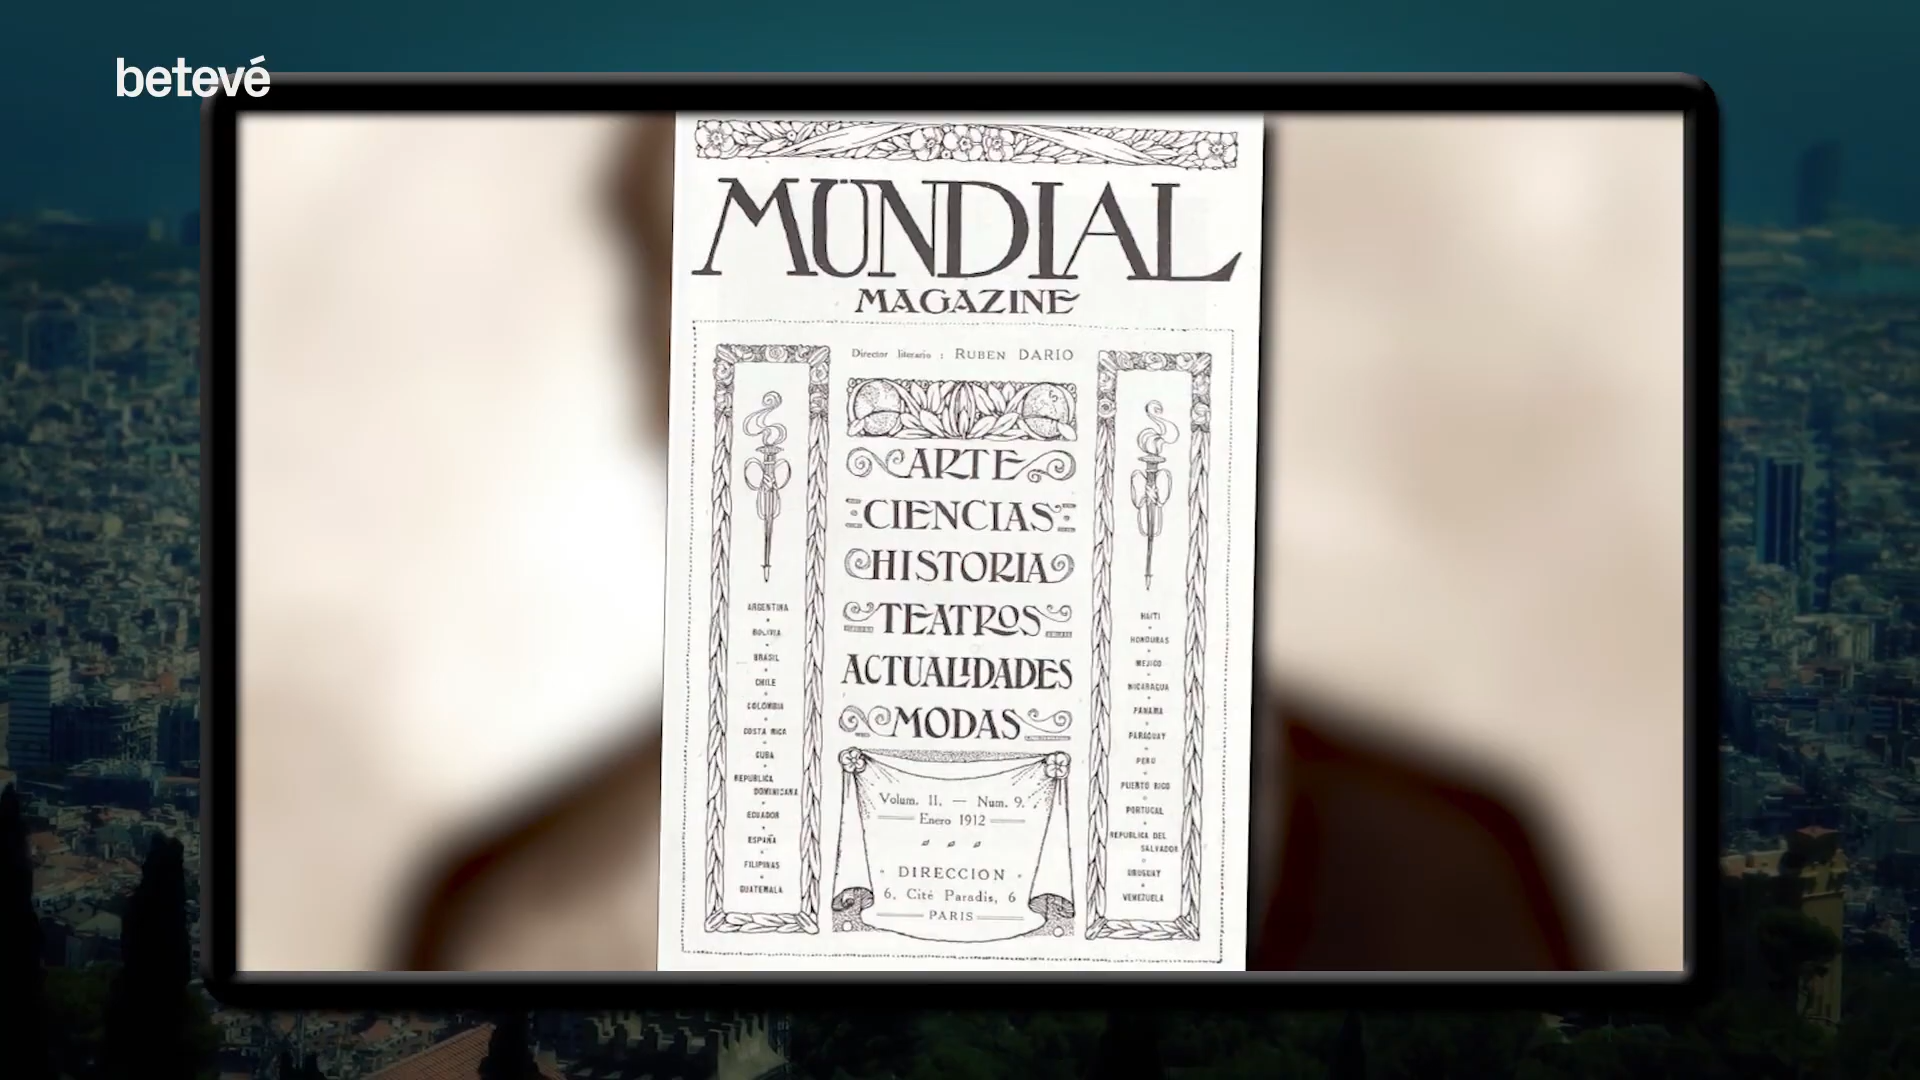 betevé
MUNDIAL
MAGAZINE
Director literario : RUBEN DARIO
ARTE
CIENCIAS
HISTORIA
TEATROS
ACTUALIDADES
MODAS
Volum. II. — Num. 9.
Enero 1912
DIRECCION
6, Cité Paradis, 6
PARIS
ARGENTINA
BOLIVIA
BRASIL
CHILE
COLOMBIA
COSTA RICA
CUBA
REPUBLICA
DOMINICANA
ECUADOR
ESPAÑA
FILIPINAS
GUATEMALA
HAITI
HONDURAS
MEJICO
NICARAGUA
PANAMA
PARAGUAY
PERU
PUERTO RICO
PORTUGAL
REPUBLICA DEL
SALVADOR
URUGUAY
VENEZUELA